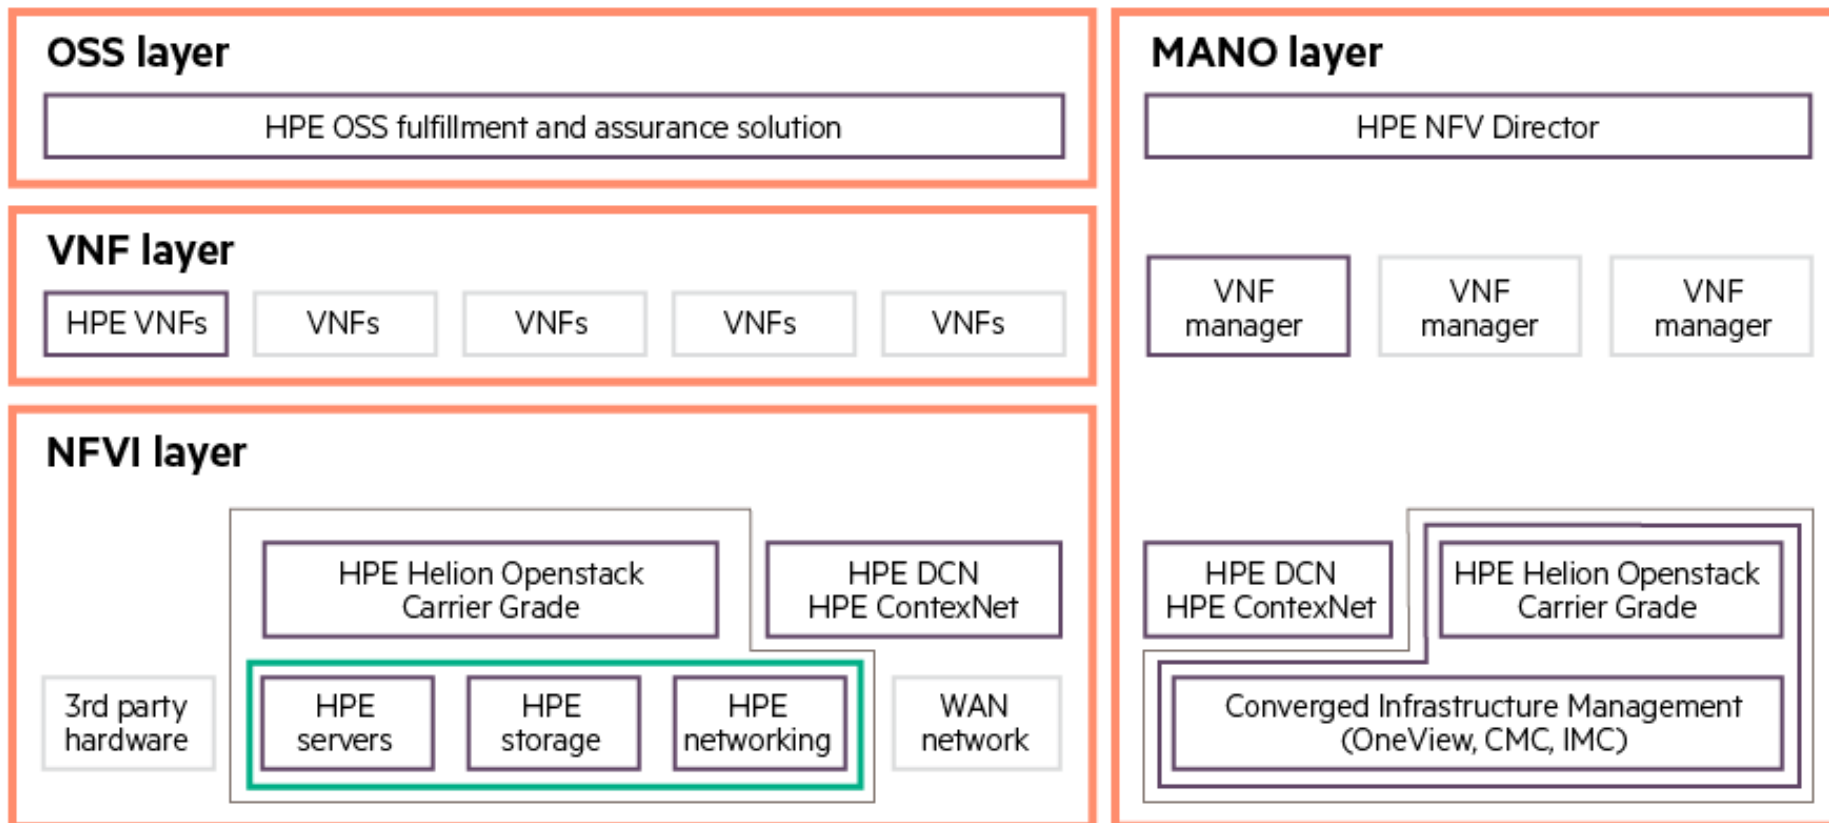 OSS layer
HPE OSS fulfillment and assurance solution
VNF layer
HPE VNFs
VNFs
VNFs
VNFs
VNFs
NFVI layer
HPE Helion Openstack
Carrier Grade
HPE DCN
HPE ContexNet
3rd party
hardware
HPE
servers
HPE
storage
HPE
networking
WAN
network
MANO layer
HPE NFV Director
VNF
manager
VNF
manager
VNF
manager
HPE DCN
HPE ContexNet
HPE Helion Openstack
Carrier Grade
Converged Infrastructure Management
(OneView, CMC, IMC)